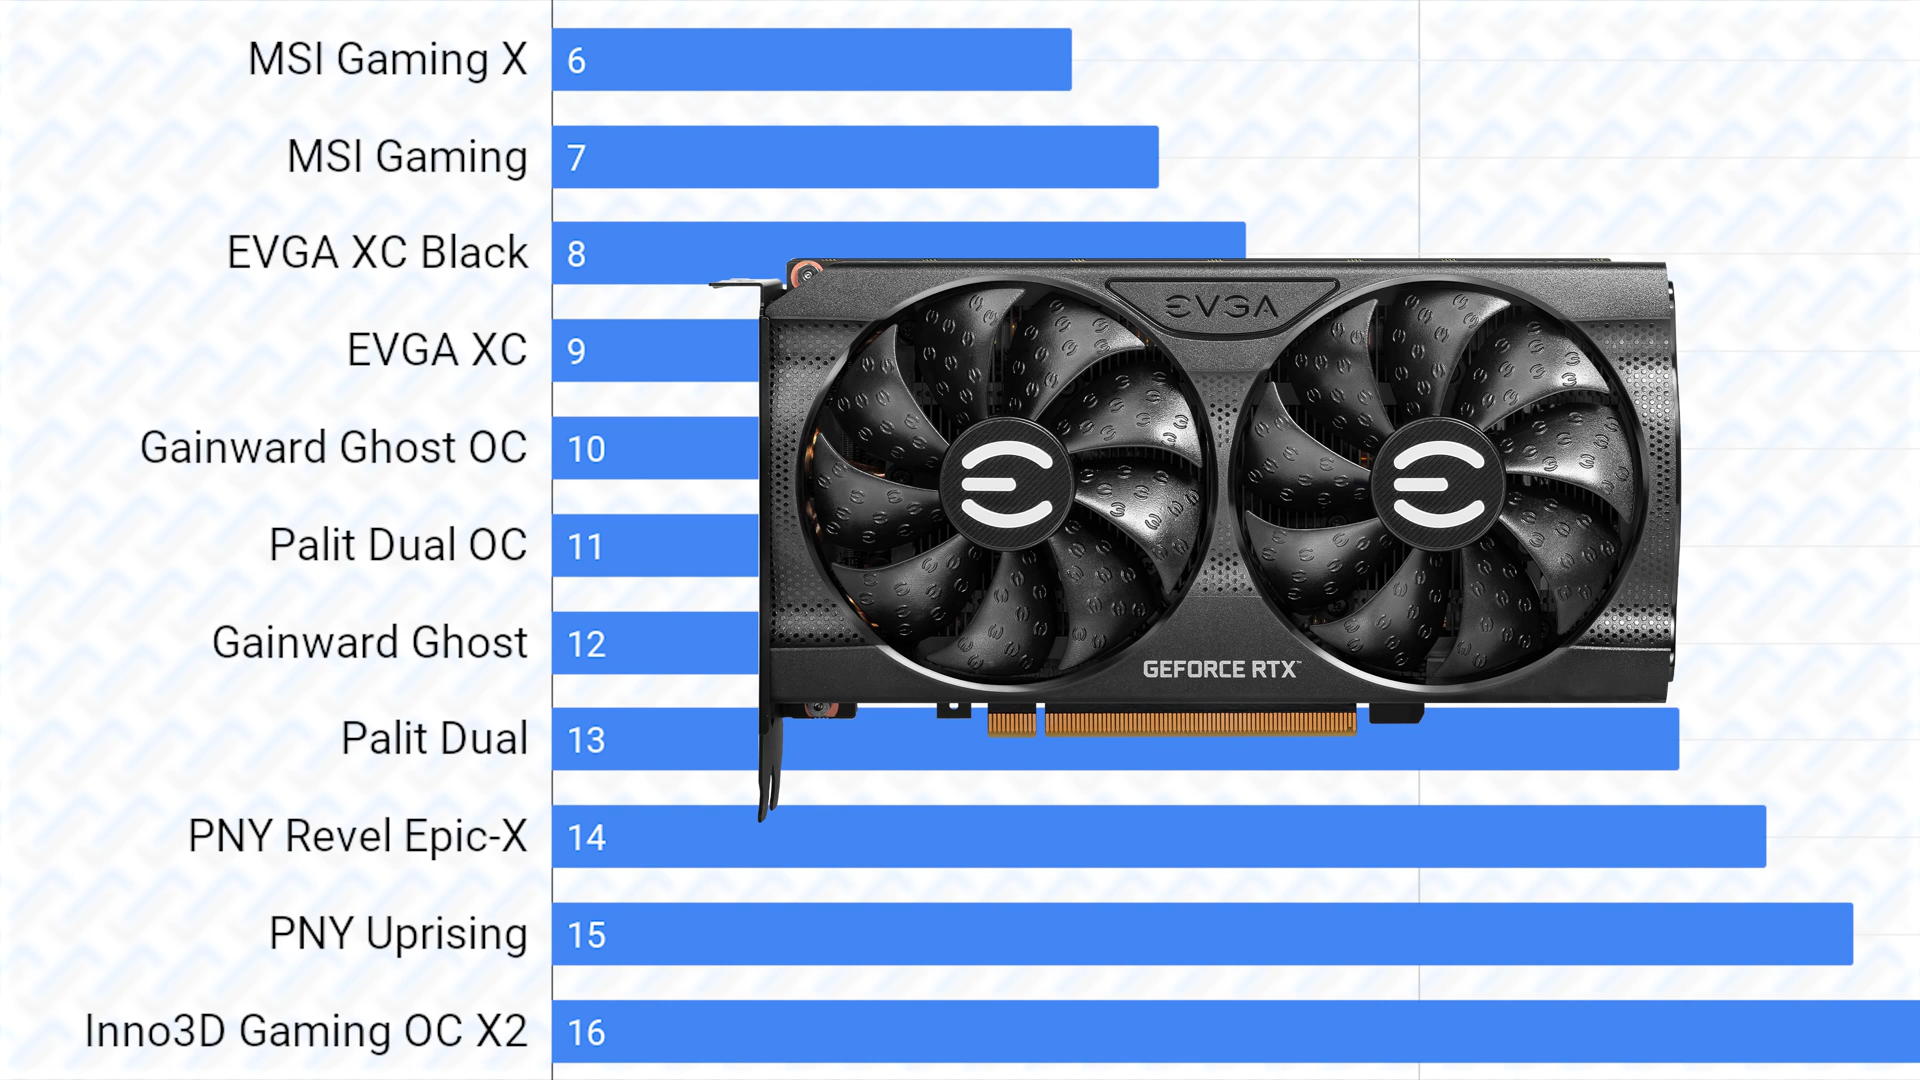 MSI Gaming X 6
MSI Gaming 7
EVGA XC Black 8
EVGA XC 9
Gainward Ghost OC 10
Palit Dual OC 11
Gainward Ghost 12
Palit Dual 13
PNY Revel Epic-X 14
PNY Uprising 15
Inno3D Gaming OC X2 16
EVGA
GEFORCE RTX™